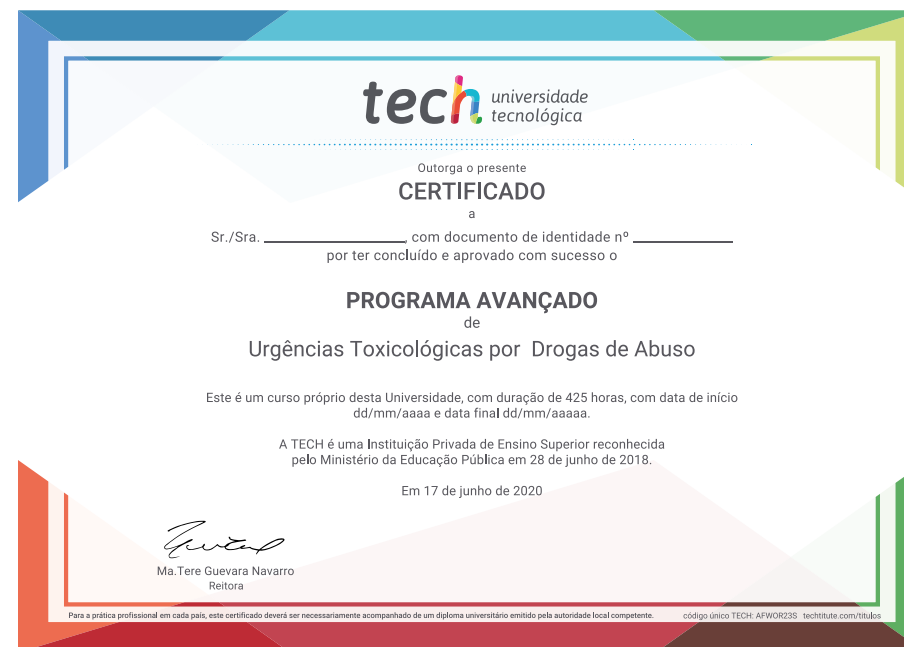 tech universidade
tecnológica
Outorga o presente
CERTIFICADO
a
Sr./Sra. ____________, com documento de identidade nº ____________
por ter concluído e aprovado com sucesso o
PROGRAMA AVANÇADO
de
Urgências Toxicológicas por Drogas de Abuso
Este é um curso próprio desta Universidade, com duração de 425 horas, com data de início
dd/mm/aaaa e data final dd/mm/aaaaa.
A TECH é uma Instituição Privada de Ensino Superior reconhecida
pelo Ministério da Educação Pública em 28 de junho de 2018.
Em 17 de junho de 2020
Ma.Tere Guevara Navarro
Reitora
Para a prática profissional em cada país, este certificado deverá ser necessariamente acompanhado de um diploma universitário emitido pela autoridade local competente. código único TECH: AFWOR23S techtitute.com/titulos